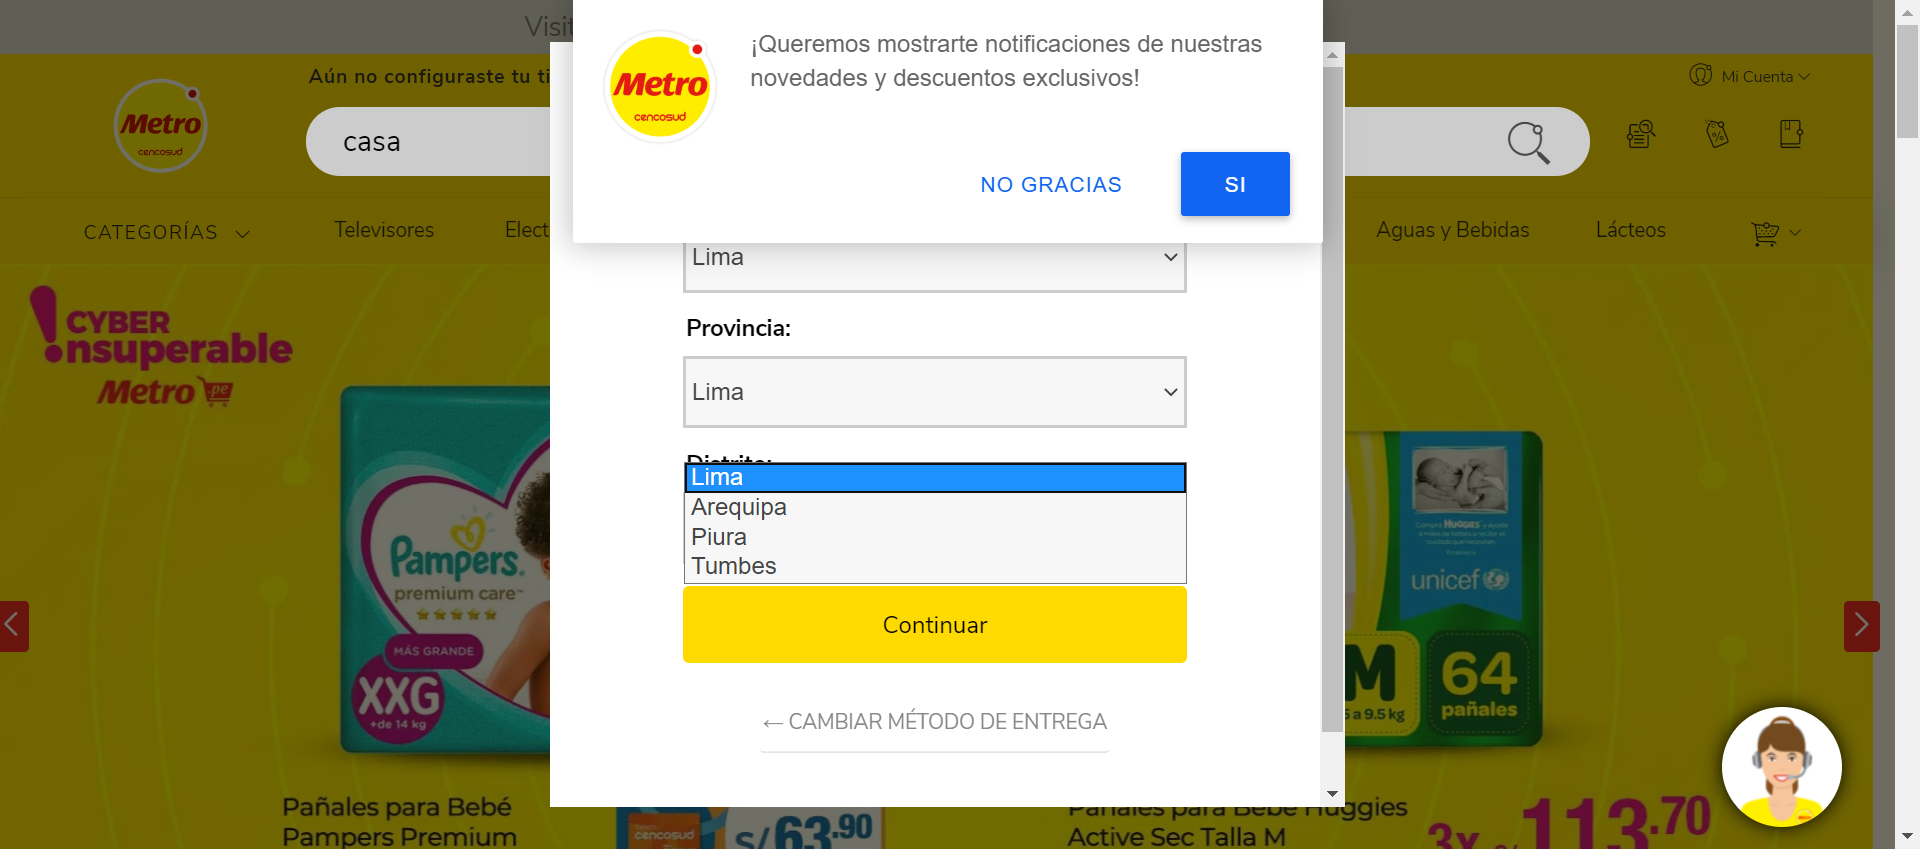 Visit
¡Queremos mostrarte notificaciones de nuestras
novedades y descuentos exclusivos!
Metro
cencosud
NO GRACIAS
SI
Aún no configuraste tu ti
Mi Cuenta
Metro
cencosud
casa
CATEGORÍAS
Televisores
Elect
Aguas y Bebidas
Lácteos
Lima
Provincia:
Lima
Distrito:
Lima
Arequipa
Piura
Tumbes
Continuar
← CAMBIAR MÉTODO DE ENTREGA
CYBER
nsuperable
Metro .pe
Pampers.
premium care™
MÁS GRANDE
XXG
+de 14 kg
HUGGIES
unicef
M
a 9.5 kg
64
pañales
Pañales para Bebé
Pampers Premium
cencosud
S/63.90
Pañales para Bebé Huggies
Active Sec Talla M
3x
113.70